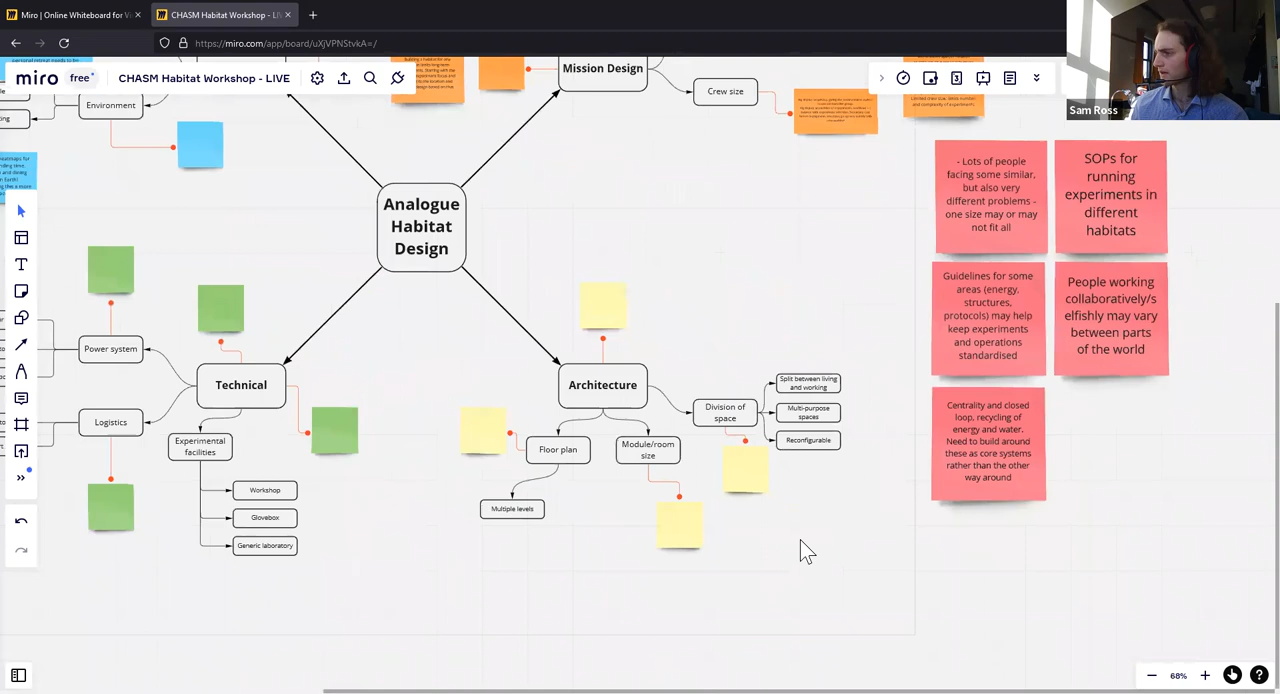 Miro | Online Whiteboard for Vi
CHASM Habitat Workshop - LIVE
https://miro.com/app/board/uXjVPNStvkA=/
miro
free
CHASM Habitat Workshop - LIVE
Sam Ross
Environment
Mission Design
Crew size
Analogue
Habitat
Design
- Lots of people
facing some similar,
but also very
different problems -
one size may or may
not fit all
SOPs for
running
experiments in
different
habitats
Guidelines for some
areas (energy,
structures,
protocols) may help
keep experiments
and operations
standardised
People working
collaboratively/s
elfishly may vary
between parts
of the world
Centrality and closed
loop, recycling of
energy and water.
Need to build around
these as core systems
rather than the other
way around
Power system
Technical
Logistics
Experimental
facilities
Workshop
Glovebox
Generic laboratory
Architecture
Floor plan
Multiple levels
Module/room
size
Division of
space
Split between living
and working
Multi-purpose
spaces
Reconfigurable
68%